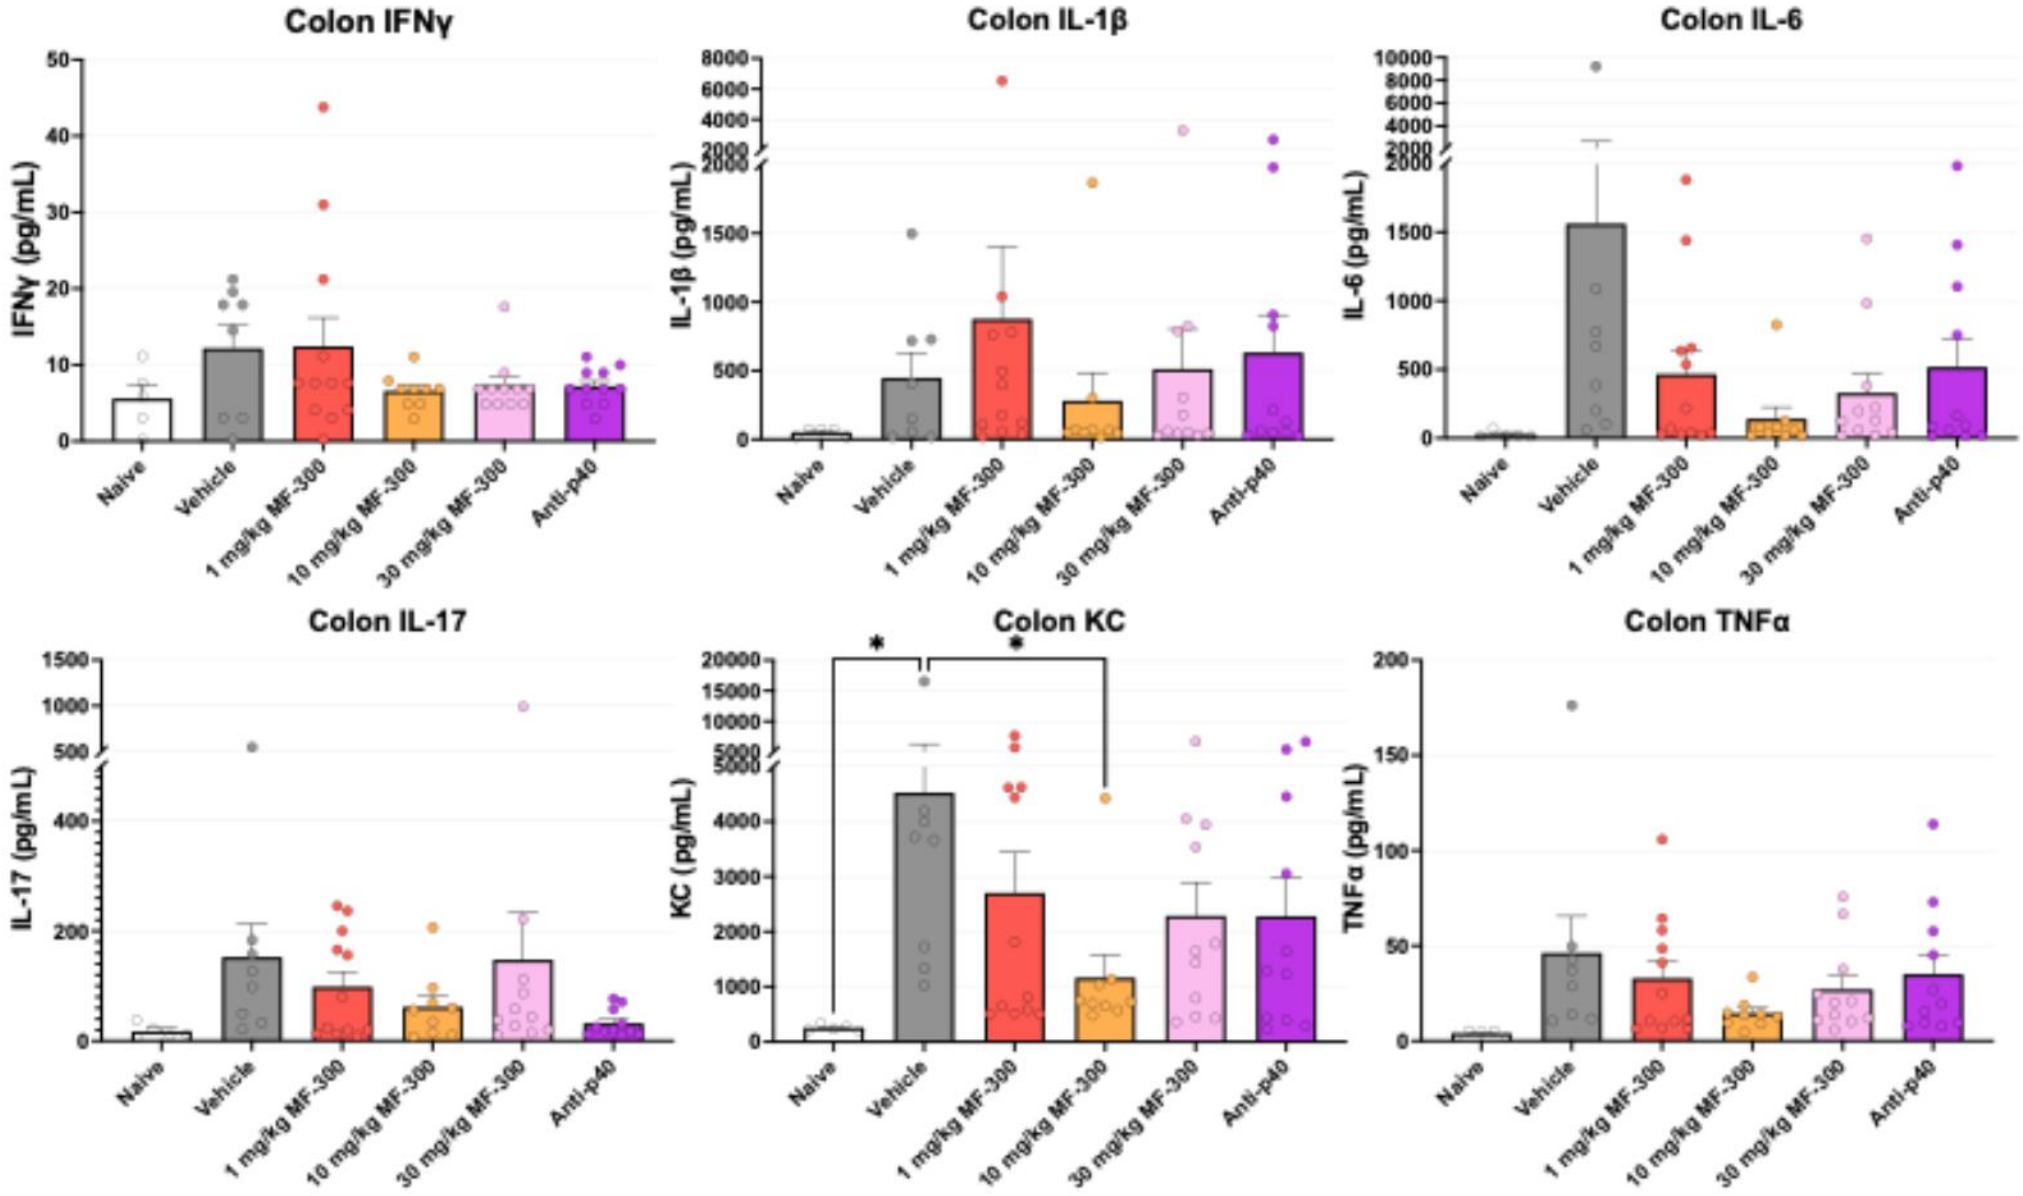 Colon IFNγ
IFNγ (pg/mL)
50
40
30
20
10
0
Naive
Vehicle
1 mg/kg MF-300
10 mg/kg MF-300
30 mg/kg MF-300
Anti-p40
Colon IL-1β
IL-1β (pg/mL)
8000
6000
4000
2000
2000
1500
1000
500
0
Naive
Vehicle
1 mg/kg MF-300
10 mg/kg MF-300
30 mg/kg MF-300
Anti-p40
Colon IL-6
IL-6 (pg/mL)
10000
8000
6000
4000
2000
2000
1500
1000
500
0
Naive
Vehicle
1 mg/kg MF-300
10 mg/kg MF-300
30 mg/kg MF-300
Anti-p40
Colon IL-17
IL-17 (pg/mL)
1500
1000
500
400
200
0
Naive
Vehicle
1 mg/kg MF-300
10 mg/kg MF-300
30 mg/kg MF-300
Anti-p40
Colon KC
* *
KC (pg/mL)
20000
15000
10000
5000
5000
4000
3000
2000
1000
0
Naive
Vehicle
1 mg/kg MF-300
10 mg/kg MF-300
30 mg/kg MF-300
Anti-p40
Colon TNFα
TNFα (pg/mL)
200
150
100
50
0
Naive
Vehicle
1 mg/kg MF-300
10 mg/kg MF-300
30 mg/kg MF-300
Anti-p40